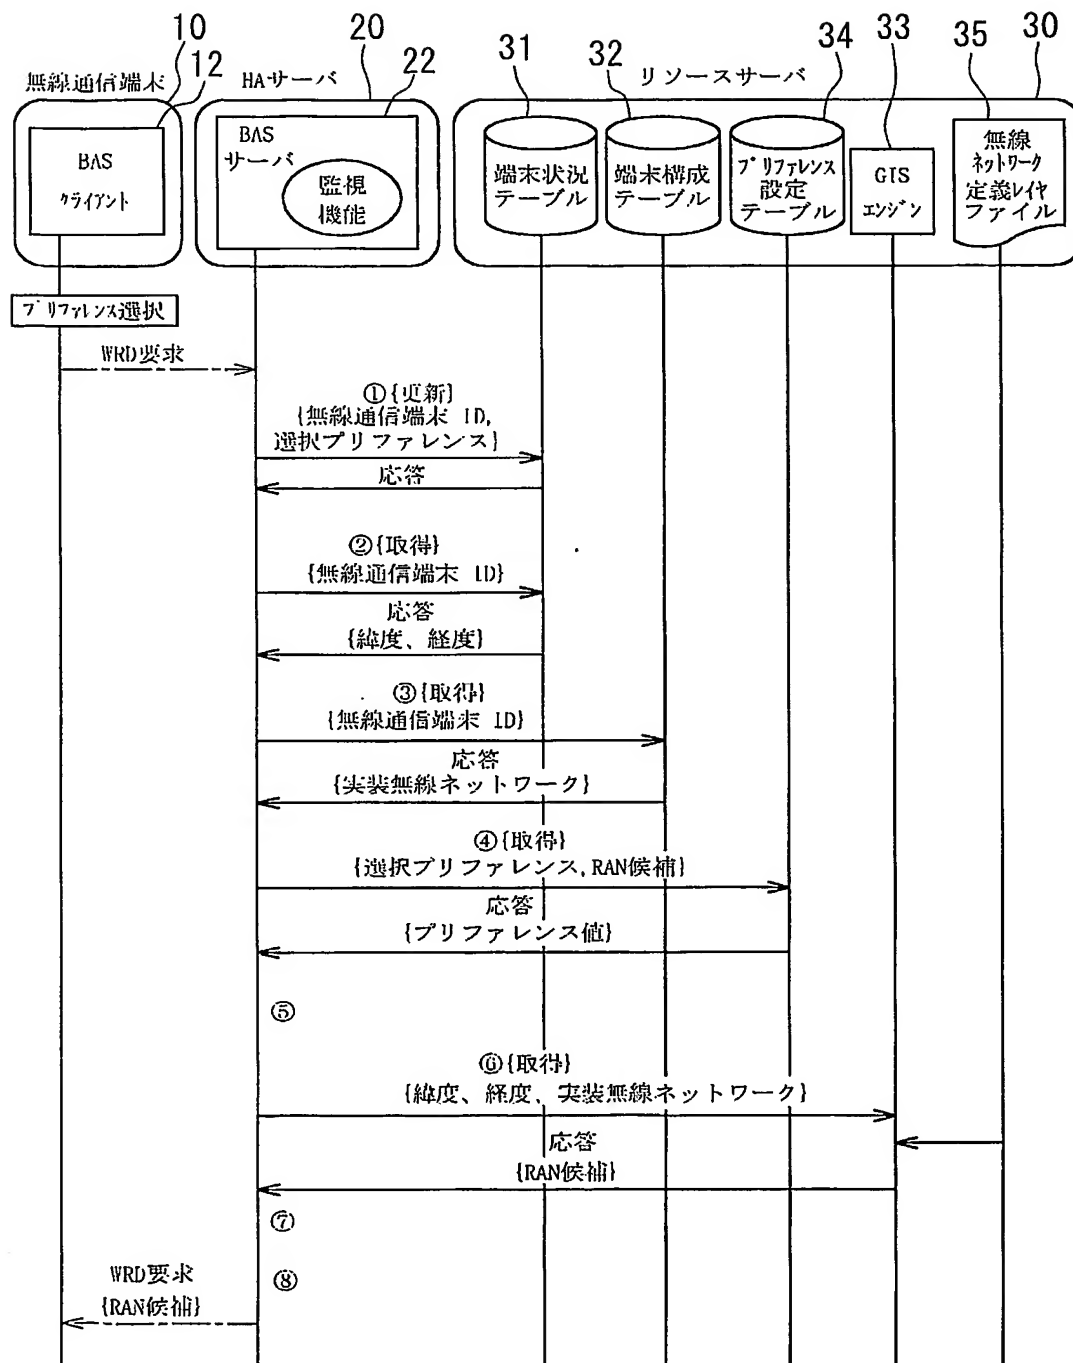 10
20
31
32
34
33
35
30
無線通信端末
12
HAサーバ
22
リソースサーバ
BAS
クライアント
BAS
サーバ
監視
機能
端末状況
テーブル
端末構成
テーブル
プリファレンス
設定
テーブル
GIS
エンジン
無線
ネットワーク
定義レイヤ
ファイル
プリファレンス選択
WRD要求
①{更新}
{無線通信端末 ID,
選択プリファレンス}
応答
②{取得}
{無線通信端末 ID}
応答
{緯度、経度}
③{取得}
{無線通信端末 ID}
応答
{実装無線ネットワーク}
④{取得}
{選択プリファレンス,RAN候補}
応答
{プリファレンス値}
⑤
⑥{取得}
{緯度、経度、実装無線ネットワーク}
応答
{RAN候補}
⑦
⑧
WRD要求
{RAN候補}